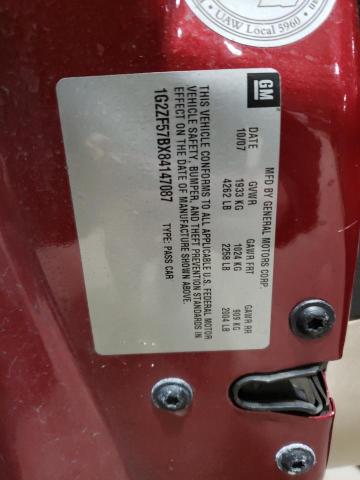 UAW Local 5960
GM
MFD BY GENERAL MOTORS CORP
DATE GVWR GAWR FRT GAWR RR
10/07 1933 KG 1024 KG 909 KG
4262 LB 2258 LB 2004 LB
THIS VEHICLE CONFORMS TO ALL APPLICABLE U.S. FEDERAL MOTOR
VEHICLE SAFETY, BUMPER, AND THEFT PREVENTION STANDARDS IN
EFFECT ON THE DATE OF MANUFACTURE SHOWN ABOVE.
1G2ZF57BX84147087 TYPE: PASS CAR